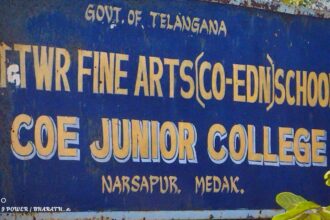 GOVT. OF TELANGANA
TWR FINE ARTS (CO-EDN) SCHOO
COE JUNIOR COLLEGE
NARSAPUR. MEDAK.